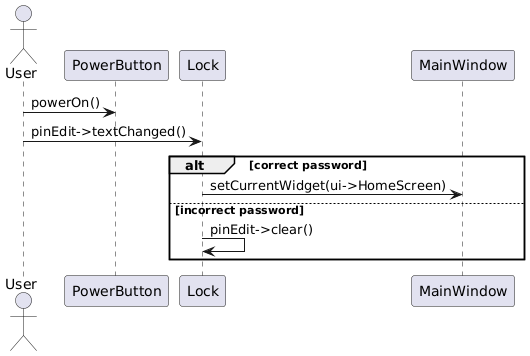 User
PowerButton
Lock
MainWindow
powerOn()
pinEdit->textChanged()
alt
[correct password]
setCurrentWidget(ui->HomeScreen)
[incorrect password]
pinEdit->clear()
User
PowerButton
Lock
MainWindow